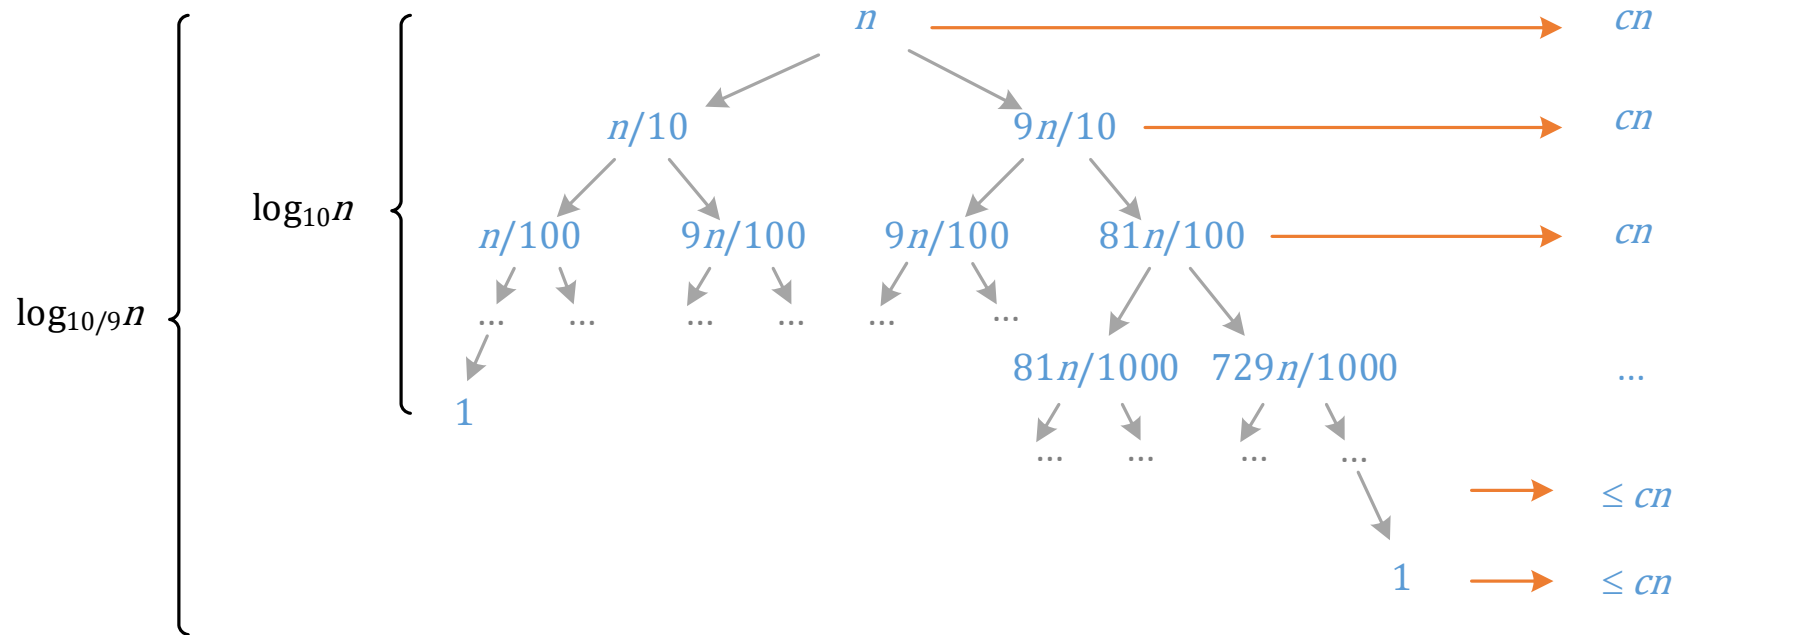 n cn
n/10 9n/10 cn
log₁₀n
n/100 9n/100 9n/100 81n/100 cn
log₁₀/₉n
... ... ... ... ... ...
81n/1000 729n/1000 ...
1
... ... ... ...
≤ cn
1 ≤ cn